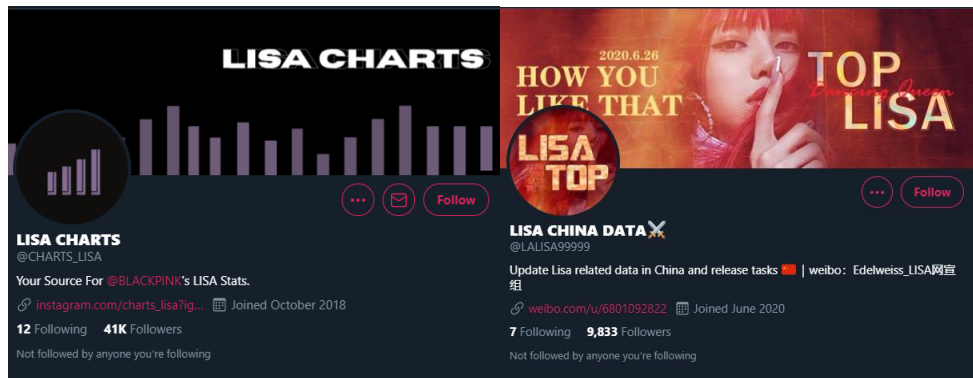 LISA CHARTS
Follow
LISA CHARTS
@CHARTS_LISA
Your Source For @BLACKPINK's LISA Stats.
instagram.com/charts_lisa?ig... Joined October 2018
12 Following 41K Followers
Not followed by anyone you're following
2020.6.26
HOW YOU
LIKE THAT
TOP
Dancing Queen
LISA
LISA
TOP
Follow
LISA CHINA DATA⚔️
@LALISA99999
Update Lisa related data in China and release tasks 🇨🇳 | weibo：Edelweiss_LISA网宣
组
weibo.com/u/6801092822 Joined June 2020
7 Following 9,833 Followers
Not followed by anyone you're following